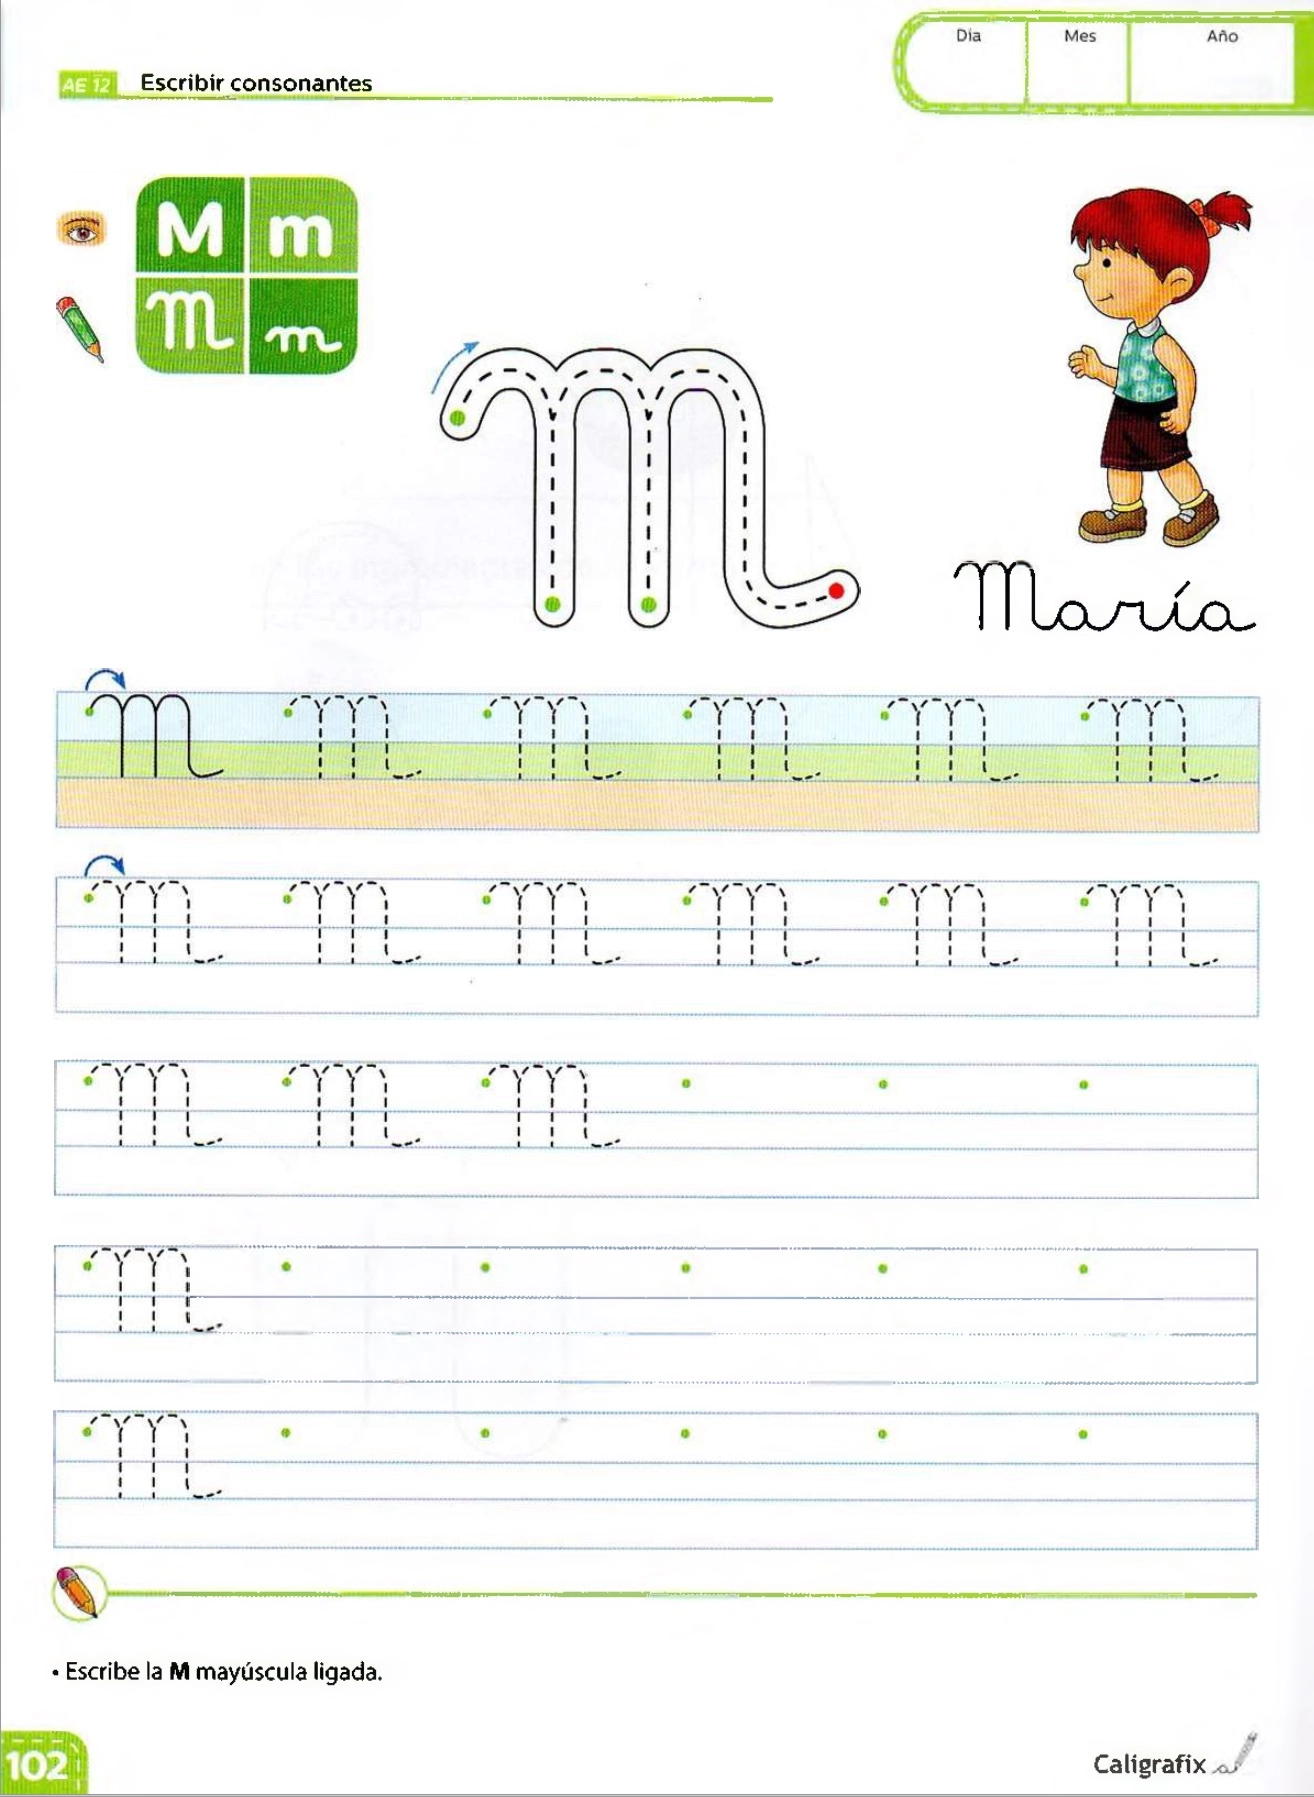 Día Mes Año
AE 12 Escribir consonantes
M m
M m
M
María
M M M M M M
M M M M M M
M M M
M
M
• Escribe la M mayúscula ligada.
102
Caligrafix